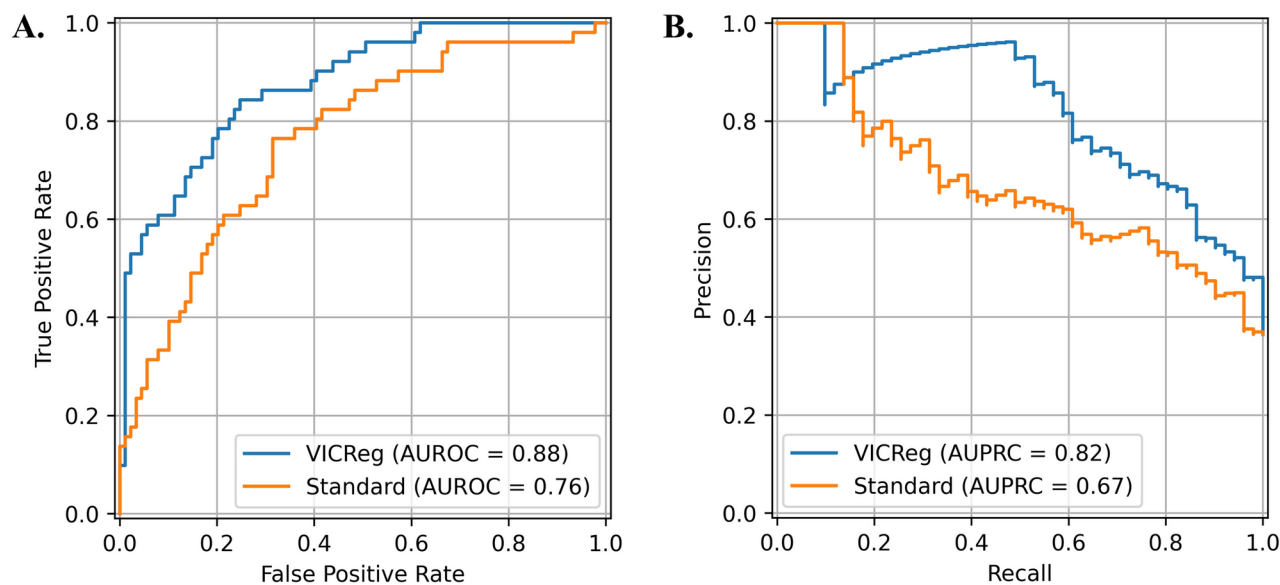 A.
1.0
0.8
0.6
0.4
0.2
0.0
True Positive Rate
VICReg (AUROC = 0.88)
Standard (AUROC = 0.76)
0.0 0.2 0.4 0.6 0.8 1.0
False Positive Rate
B.
1.0
0.8
0.6
0.4
0.2
0.0
Precision
VICReg (AUPRC = 0.82)
Standard (AUPRC = 0.67)
0.0 0.2 0.4 0.6 0.8 1.0
Recall